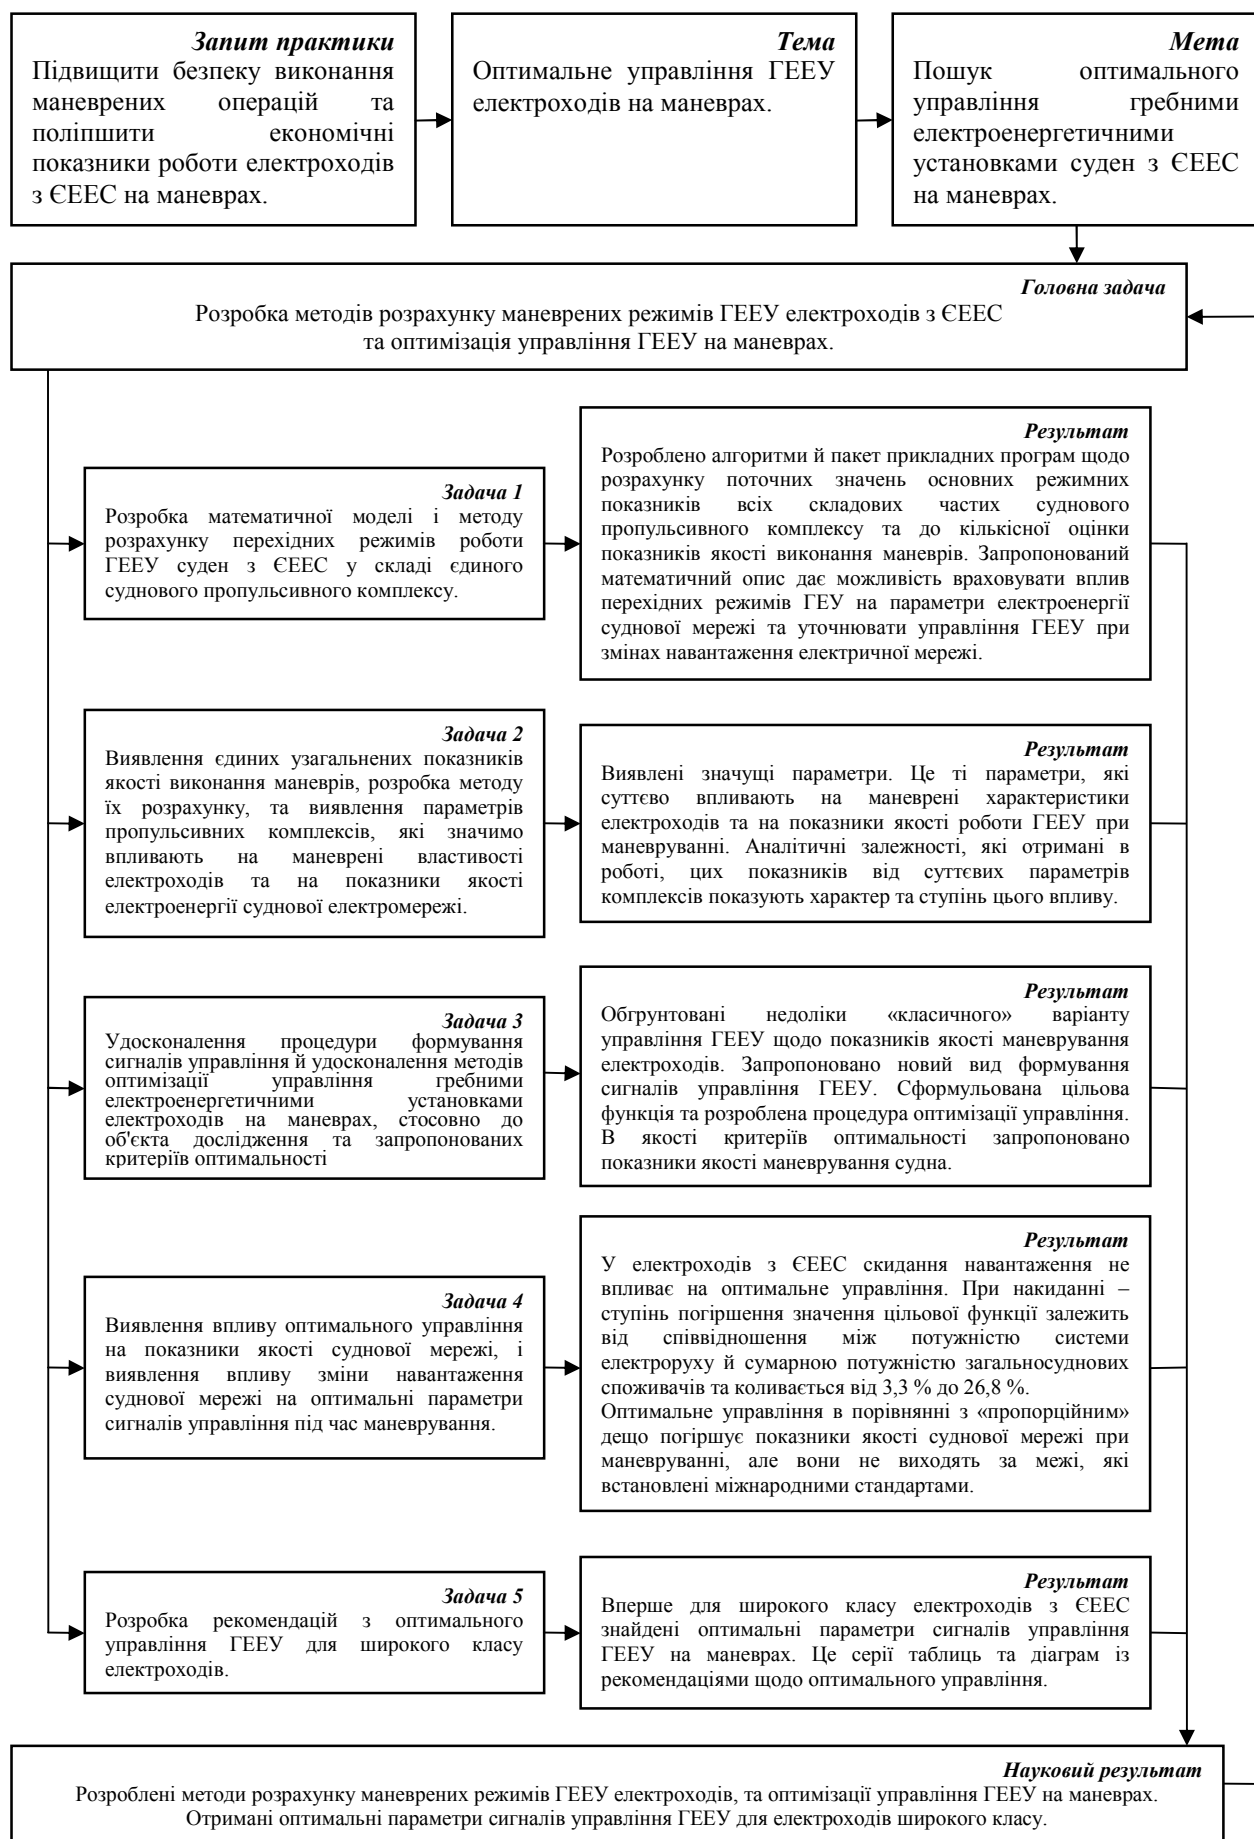 Запит практики
Підвищити безпеку виконання
маневрених операцій та
поліпшити економічні
показники роботи електроходів
з ЄЕЕС на маневрах.
Тема
Оптимальне управління ГЕЕУ
електроходів на маневрах.
Мета
Пошук оптимального
управління гребними
електроенергетичними
установками суден з ЄЕЕС
на маневрах.
Головна задача
Розробка методів розрахунку маневрених режимів ГЕЕУ електроходів з ЄЕЕС
та оптимізація управління ГЕЕУ на маневрах.
Задача 1
Розробка математичної моделі і методу
розрахунку перехідних режимів роботи
ГЕЕУ суден з ЄЕЕС у складі єдиного
суднового пропульсивного комплексу.
Результат
Розроблено алгоритми й пакет прикладних програм щодо
розрахунку поточних значень основних режимних
показників всіх складових частих суднового
пропульсивного комплексу та до кількісної оцінки
показників якості виконання маневрів. Запропонований
математичний опис дає можливість враховувати вплив
перехідних режимів ГЕУ на параметри електроенергії
суднової мережі та уточнювати управління ГЕЕУ при
змінах навантаження електричної мережі.
Задача 2
Виявлення єдиних узагальнених показників
якості виконання маневрів, розробка методу
їх розрахунку, та виявлення параметрів
пропульсивних комплексів, які значимо
впливають на маневрені властивості
електроходів та на показники якості
електроенергії суднової електромережі.
Результат
Виявлені значущі параметри. Це ті параметри, які
суттєво впливають на маневрені характеристики
електроходів та на показники якості роботи ГЕЕУ при
маневруванні. Аналітичні залежності, які отримані в
роботі, цих показників від суттєвих параметрів
комплексів показують характер та ступінь цього впливу.
Задача 3
Удосконалення процедури формування
сигналів управління й удосконалення методів
оптимізації управління гребними
електроенергетичними установками
електроходів на маневрах, стосовно до
об'єкта дослідження та запропонованих
критеріїв оптимальності
Результат
Обгрунтовані недоліки «класичного» варіанту
управління ГЕЕУ щодо показників якості маневрування
електроходів. Запропоновано новий вид формування
сигналів управління ГЕЕУ. Сформульована цільова
функція та розроблена процедура оптимізації управління.
В якості критеріїв оптимальності запропоновано
показники якості маневрування судна.
Задача 4
Виявлення впливу оптимального управління
на показники якості суднової мережі, і
виявлення впливу зміни навантаження
суднової мережі на оптимальні параметри
сигналів управління під час маневрування.
Результат
У електроходів з ЄЕЕС скидання навантаження не
впливає на оптимальне управління. При накиданні –
ступінь погіршення значення цільової функції залежить
від співвідношення між потужністю системи
електроруху й сумарною потужністю загальносуднових
споживачів та коливається від 3,3 % до 26,8 %.
Оптимальне управління в порівнянні з «пропорційним»
дещо погіршує показники якості суднової мережі при
маневруванні, але вони не виходять за межі, які
встановлені міжнародними стандартами.
Задача 5
Розробка рекомендацій з оптимального
управління ГЕЕУ для широкого класу
електроходів.
Результат
Вперше для широкого класу електроходів з ЄЕЕС
знайдені оптимальні параметри сигналів управління
ГЕЕУ на маневрах. Це серії таблиць та діаграм із
рекомендаціями щодо оптимального управління.
Науковий результат
Розроблені методи розрахунку маневрених режимів ГЕЕУ електроходів, та оптимізації управління ГЕЕУ на маневрах.
Отримані оптимальні параметри сигналів управління ГЕЕУ для електроходів широкого класу.